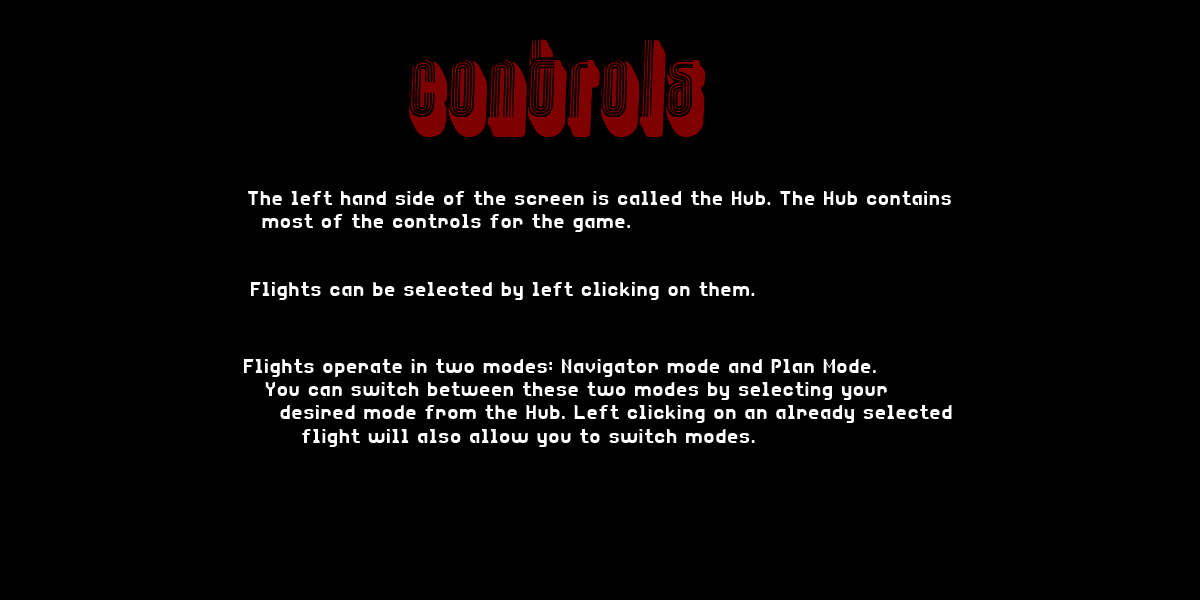 controls
The left hand side of the screen is called the Hub. The Hub contains
most of the controls for the game.
Flights can be selected by left clicking on them.
Flights operate in two modes: Navigator mode and Plan Mode.
You can switch between these two modes by selecting your
desired mode from the Hub. Left clicking on an already selected
flight will also allow you to switch modes.